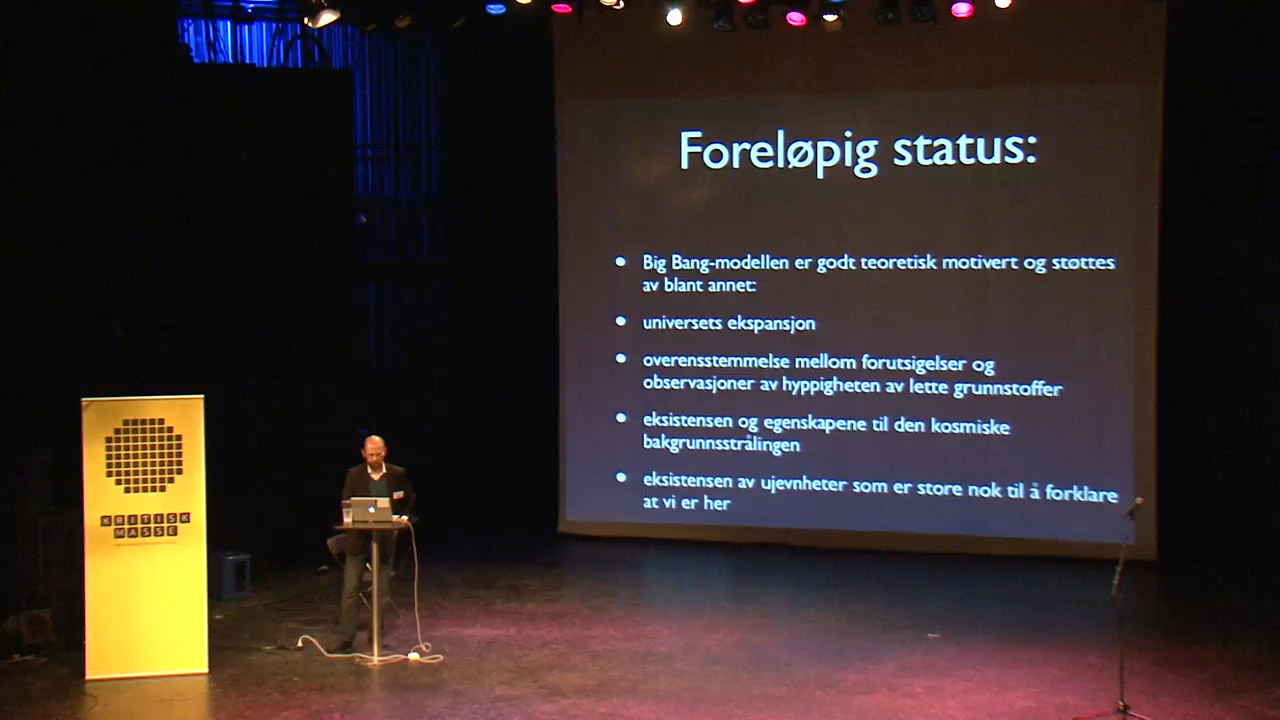 Foreløpig status:
• Big Bang-modellen er godt teoretisk motivert og støttes
av blant annet:
• universets ekspansjon
• overensstemmelse mellom forutsigelser og
observasjoner av hyppigheten av lette grunnstoffer
• eksistensen og egenskapene til den kosmiske
bakgrunnsstrålingen
• eksistensen av ujevnheter som er store nok til å forklare
at vi er her
KRITISK
MASSE